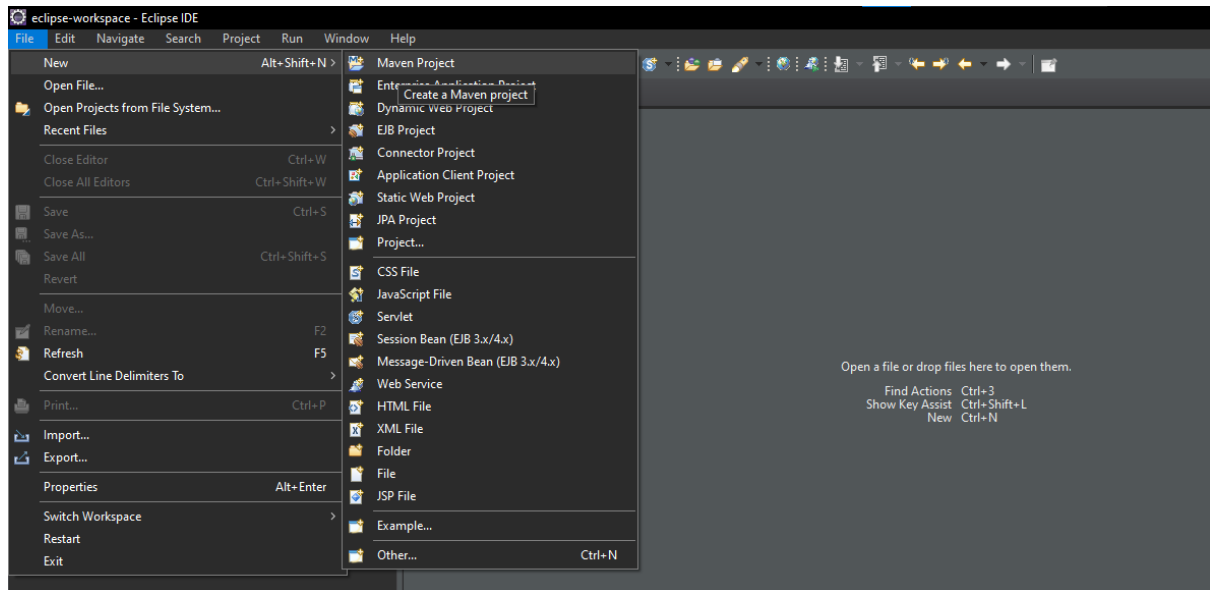 eclipse-workspace - Eclipse IDE
File Edit Navigate Search Project Run Window Help
New Alt+Shift+N >
Open File...
Open Projects from File System...
Recent Files >
Close Editor Ctrl+W
Close All Editors Ctrl+Shift+W
Save Ctrl+S
Save As...
Save All Ctrl+Shift+S
Revert
Move...
Rename... F2
Refresh F5
Convert Line Delimiters To >
Print... Ctrl+P
Import...
Export...
Properties Alt+Enter
Switch Workspace >
Restart
Exit
Maven Project
Enterprise Application Project
Create a Maven project
Dynamic Web Project
EJB Project
Connector Project
Application Client Project
Static Web Project
JPA Project
Project...
CSS File
JavaScript File
Servlet
Session Bean (EJB 3.x/4.x)
Message-Driven Bean (EJB 3.x/4.x)
Web Service
HTML File
XML File
Folder
File
JSP File
Example...
Other... Ctrl+N
Open a file or drop files here to open them.
Find Actions Ctrl+3
Show Key Assist Ctrl+Shift+L
New Ctrl+N